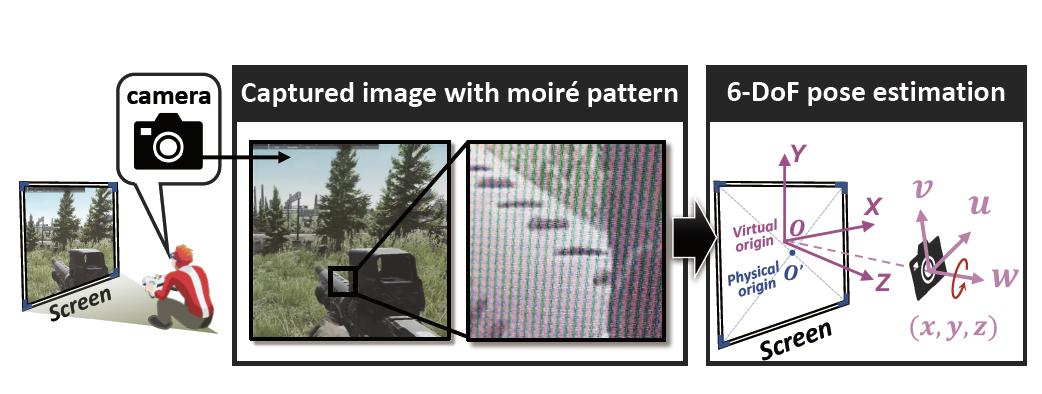 camera
Screen
Captured image with moiré pattern
6-DoF pose estimation
Y
X
Z
Virtual
origin
O
Physical
origin
O'
Screen
v
u
w
(x, y, z)